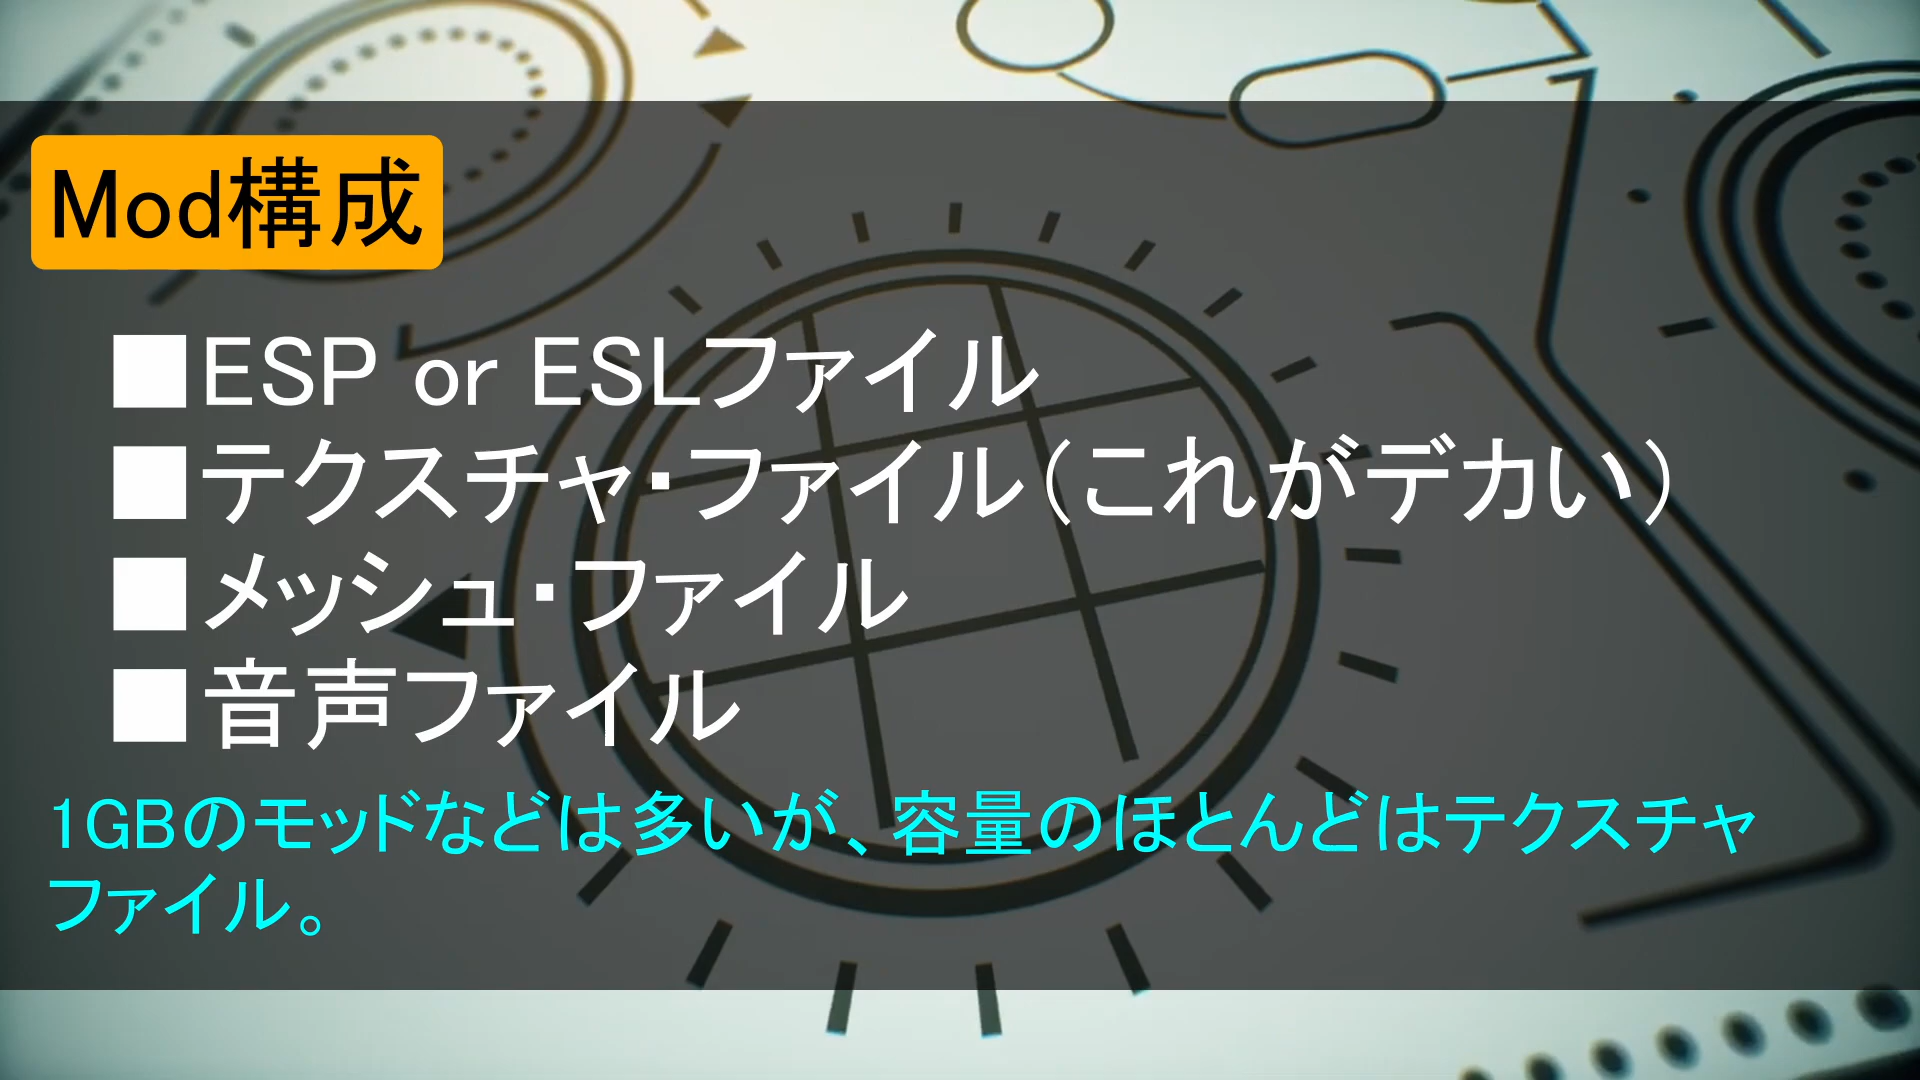 Mod構成
■ESP or ESLファイル
■テクスチャ・ファイル（これがデカい）
■メッシュ・ファイル
■音声ファイル
1GBのモッドなどは多いが、容量のほとんどはテクスチャ
ファイル。